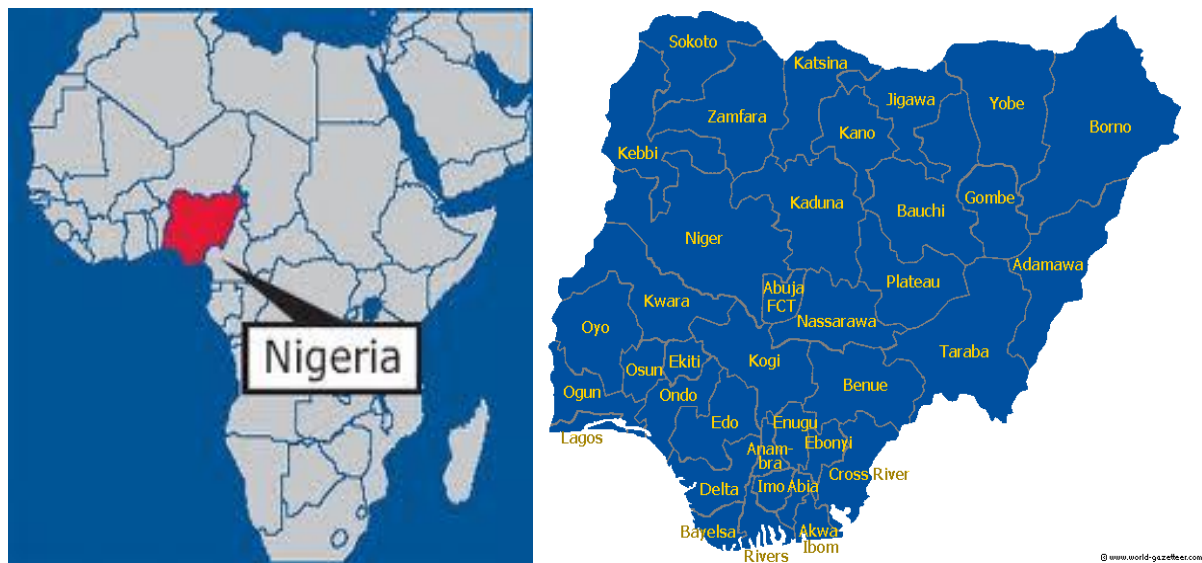 Nigeria
Sokoto
Katsina
Jigawa
Yobe
Borno
Zamfara
Kano
Kebbi
Kaduna
Bauchi
Gombe
Niger
Adamawa
Abuja
FCT
Plateau
Kwara
Nassarawa
Oyo
Taraba
Osun
Ekiti
Kogi
Benue
Ogun
Ondo
Edo
Enugu
Lagos
Ebonyi
Anam-
bra
Cross River
Delta
Imo
Abia
Bayelsa
Akwa
Ibom
Rivers
© www.world-gazetteer.com